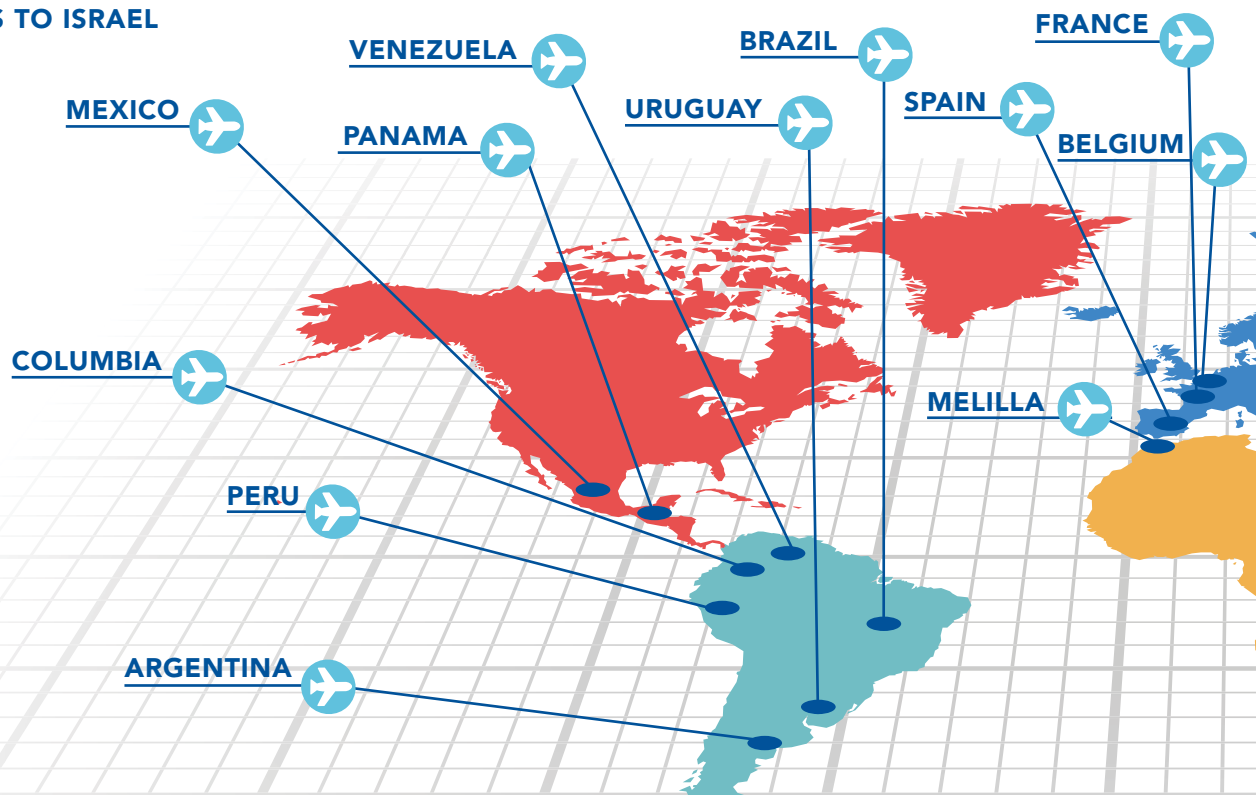 S TO ISRAEL
FRANCE
BRAZIL
VENEZUELA
SPAIN
URUGUAY
MEXICO
PANAMA
BELGIUM
COLUMBIA
MELILLA
PERU
ARGENTINA